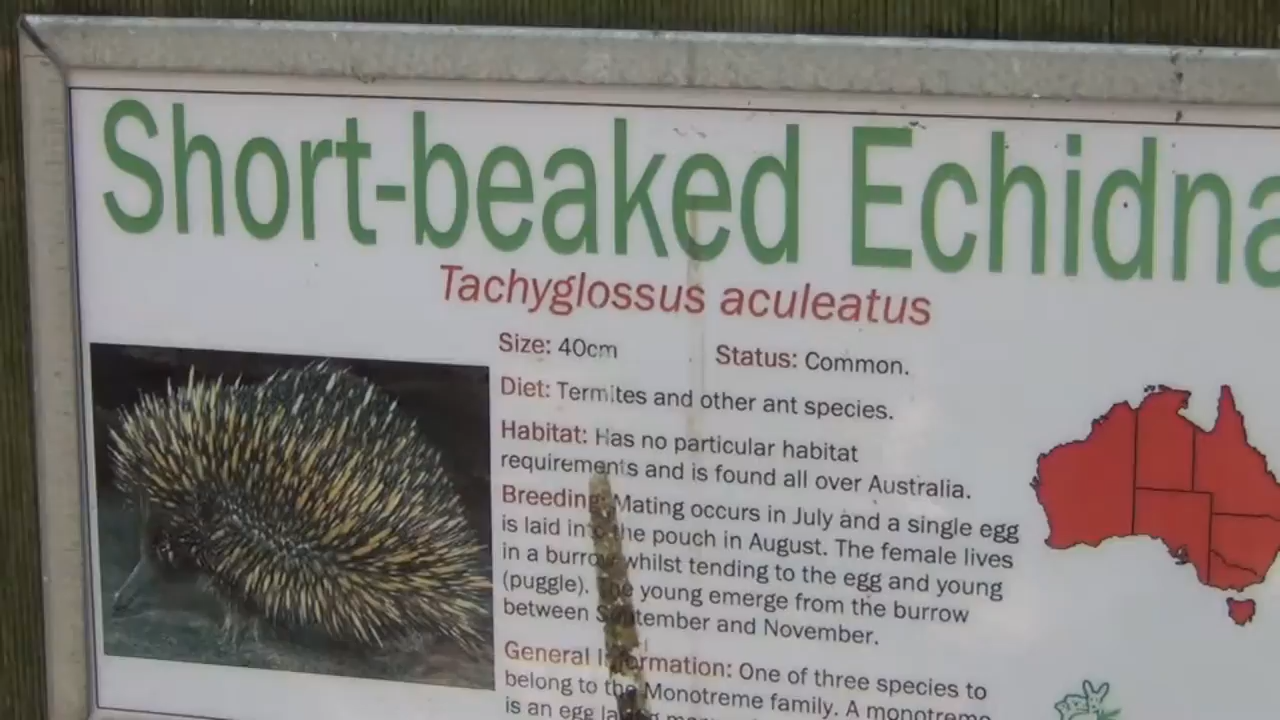 Short-beaked Echidna
Tachyglossus aculeatus
Size: 40cm Status: Common.
Diet: Termites and other ant species.
Habitat: Has no particular habitat
requirements and is found all over Australia.
Breeding: Mating occurs in July and a single egg
is laid into the pouch in August. The female lives
in a burrow whilst tending to the egg and young
(puggle). The young emerge from the burrow
between September and November.
General Information: One of three species to
belong to the Monotreme family. A monotreme
is an egg